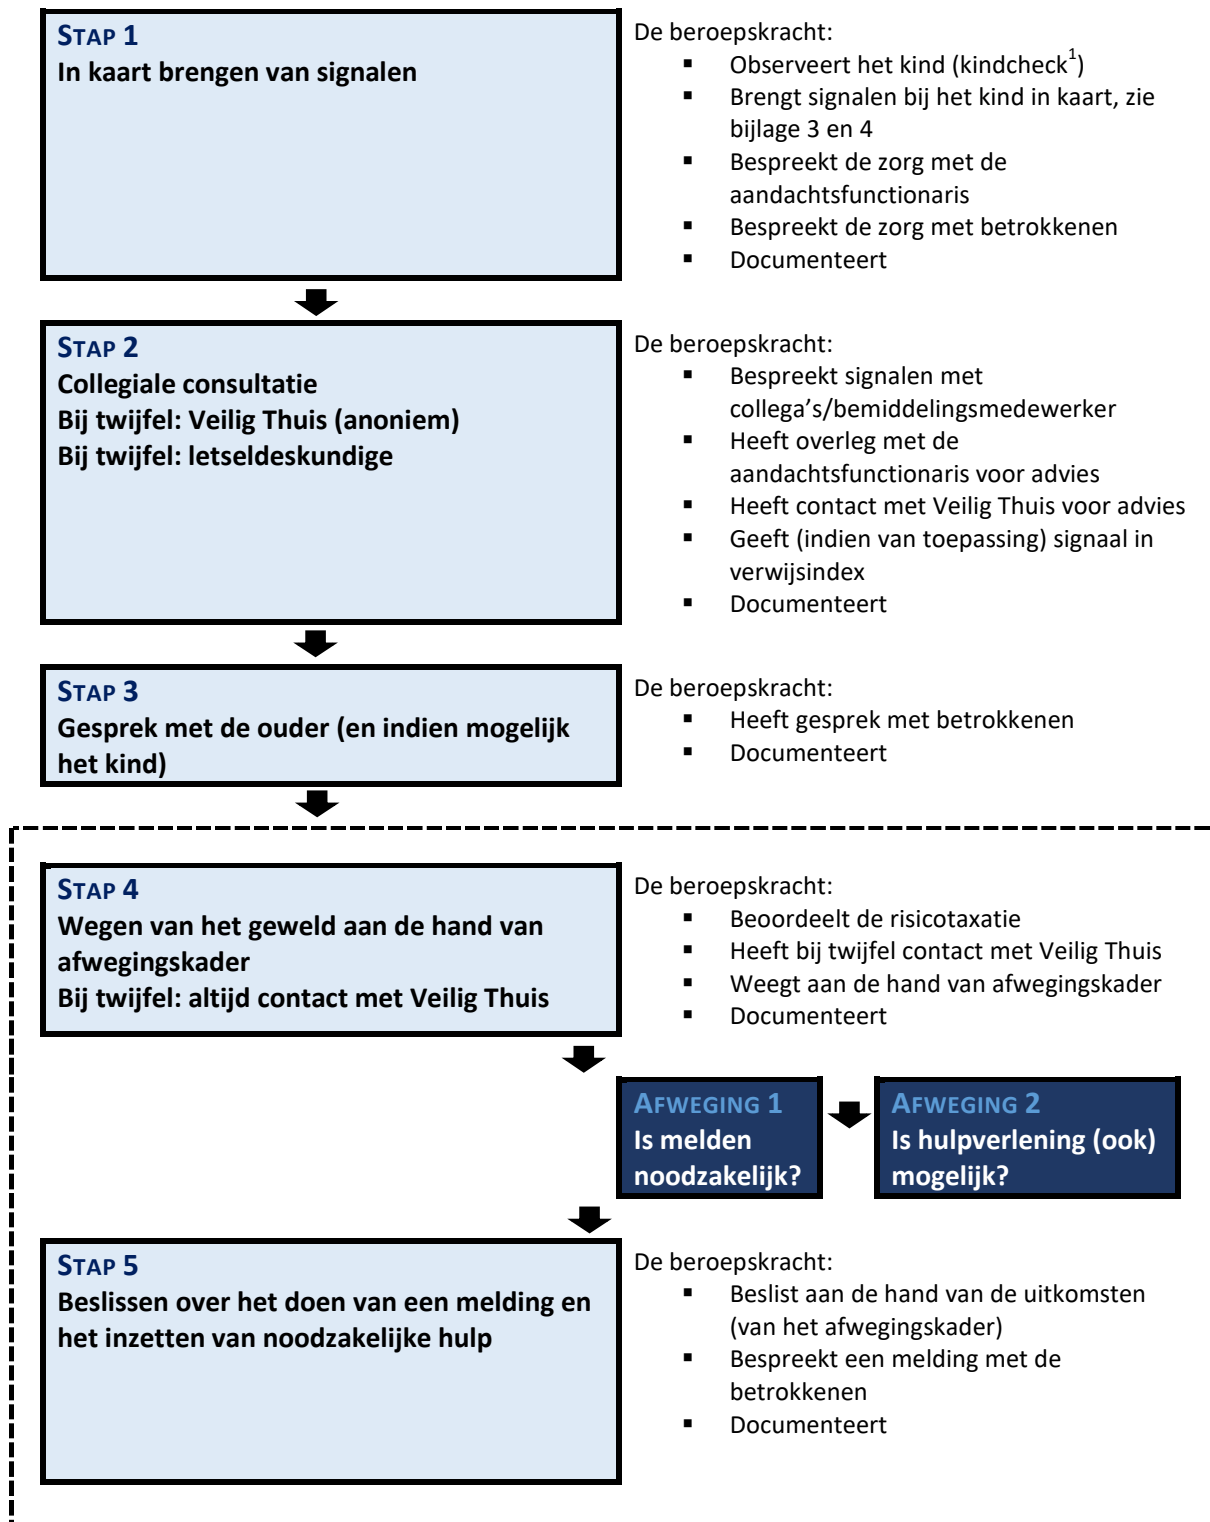 STAP 1
In kaart brengen van signalen
De beroepskracht:
▪ Observeert het kind (kindcheck1)
▪ Brengt signalen bij het kind in kaart, zie
bijlage 3 en 4
▪ Bespreekt de zorg met de
aandachtsfunctionaris
▪ Bespreekt de zorg met betrokkenen
▪ Documenteert
STAP 2
Collegiale consultatie
Bij twijfel: Veilig Thuis (anoniem)
Bij twijfel: letseldeskundige
De beroepskracht:
▪ Bespreekt signalen met
collega’s/bemiddelingsmedewerker
▪ Heeft overleg met de
aandachtsfunctionaris voor advies
▪ Heeft contact met Veilig Thuis voor advies
▪ Geeft (indien van toepassing) signaal in
verwijsindex
▪ Documenteert
STAP 3
Gesprek met de ouder (en indien mogelijk
het kind)
De beroepskracht:
▪ Heeft gesprek met betrokkenen
▪ Documenteert
STAP 4
Wegen van het geweld aan de hand van
afwegingskader
Bij twijfel: altijd contact met Veilig Thuis
De beroepskracht:
▪ Beoordeelt de risicotaxatie
▪ Heeft bij twijfel contact met Veilig Thuis
▪ Weegt aan de hand van afwegingskader
▪ Documenteert
AFWEGING 1
Is melden
noodzakelijk?
AFWEGING 2
Is hulpverlening (ook)
mogelijk?
STAP 5
Beslissen over het doen van een melding en
het inzetten van noodzakelijke hulp
De beroepskracht:
▪ Beslist aan de hand van de uitkomsten
(van het afwegingskader)
▪ Bespreekt een melding met de
betrokkenen
▪ Documenteert